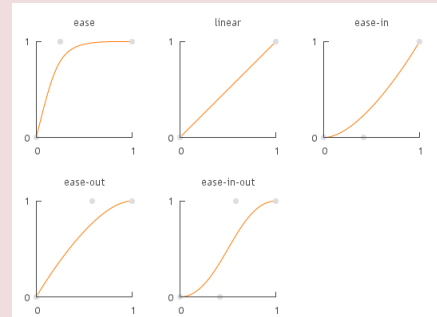 ease linear ease-in
1 1 1
0 0 0
0 1 0 1 0 1
ease-out ease-in-out
1 1
0 0
0 1 0 1